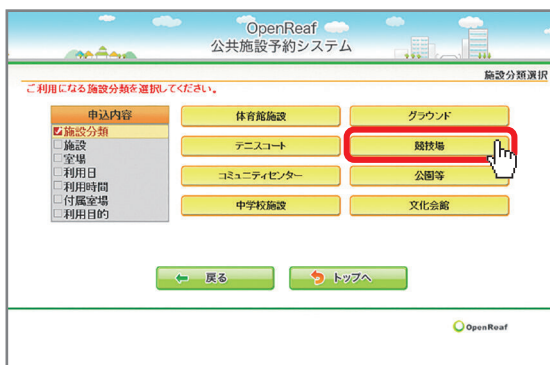 OpenReaf
公共施設予約システム
施設分類選択
ご利用になる施設分類を選択してください。
申込内容
施設分類
施設
室場
利用日
利用時間
付属室場
利用目的
体育館施設
グラウンド
テニスコート
競技場
コミュニティセンター
公園等
中学校施設
文化会館
戻る
トップへ
OpenReaf